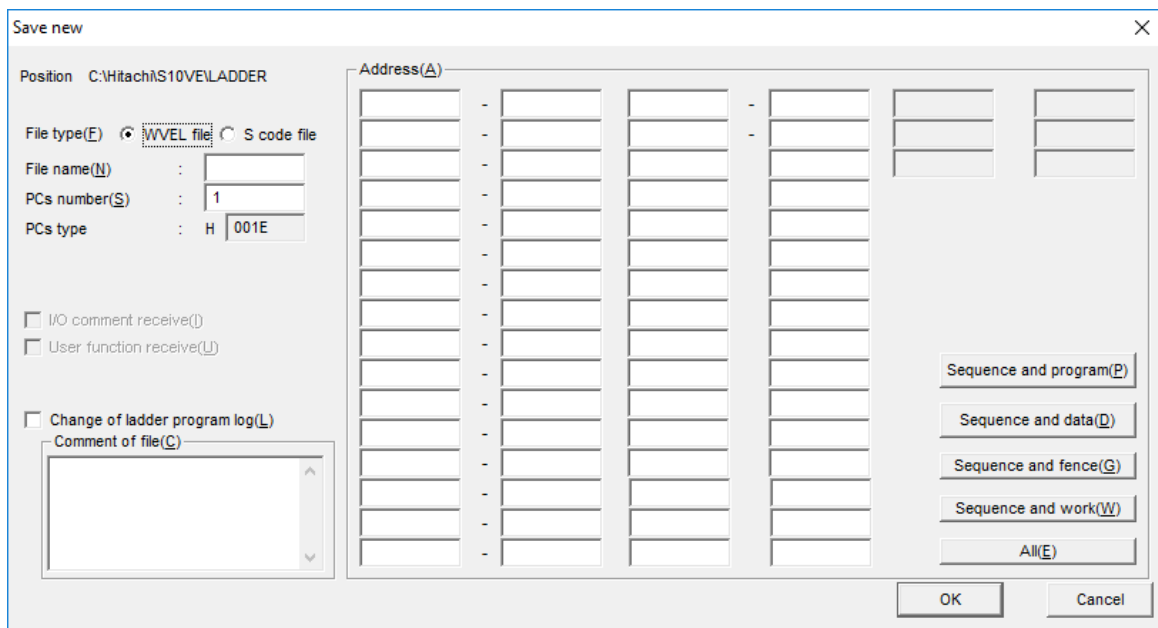 Save new
Position C:\Hitachi\S10VE\LADDER
File type(F) WVEL file S code file
File name(N) :
PCs number(S) : 1
PCs type : H 001E
I/O comment receive(I)
User function receive(U)
Change of ladder program log(L)
Comment of file(C)
Address(A)
- -
- -
-
-
-
-
-
-
-
-
-
-
-
-
-
-
Sequence and program(P)
Sequence and data(D)
Sequence and fence(G)
Sequence and work(W)
All(E)
OK Cancel